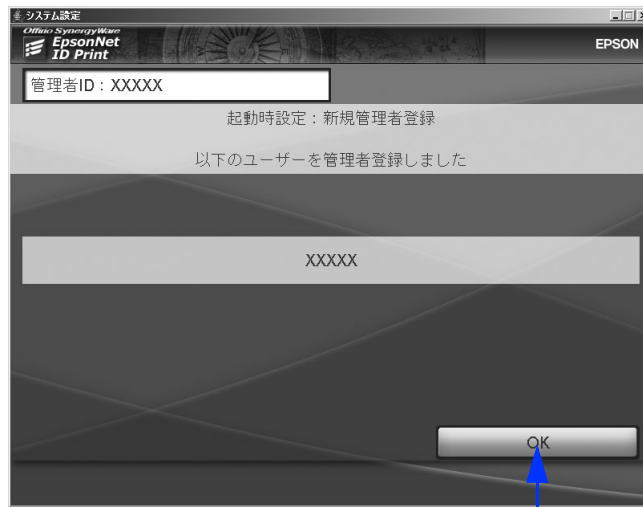 システム設定
Offirio SynergyWare
EpsonNet
ID Print
EPSON
管理者ID：XXXXX
起動時設定：新規管理者登録
以下のユーザーを管理者登録しました
XXXXX
OK